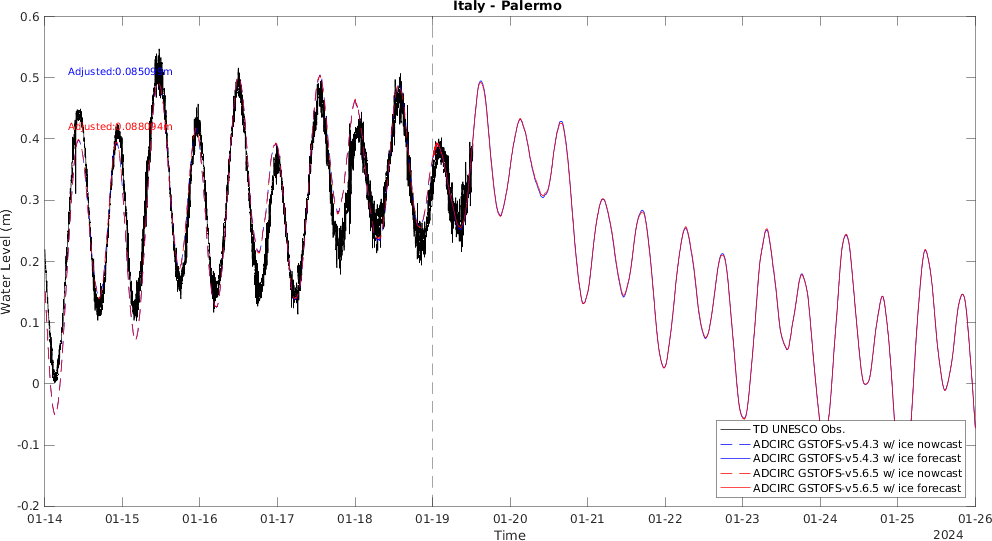 Italy - Palermo
0.6
0.5
0.4
0.3
0.2
0.1
0
-0.1
-0.2
Water Level (m)
Adjusted:0.085094m
Adjusted:0.088094m
TD UNESCO Obs.
ADCIRC GSTOFS-v5.4.3 w/ ice nowcast
ADCIRC GSTOFS-v5.4.3 w/ ice forecast
ADCIRC GSTOFS-v5.6.5 w/ ice nowcast
ADCIRC GSTOFS-v5.6.5 w/ ice forecast
01-14 01-15 01-16 01-17 01-18 01-19 01-20 01-21 01-22 01-23 01-24 01-25 01-26
Time
2024